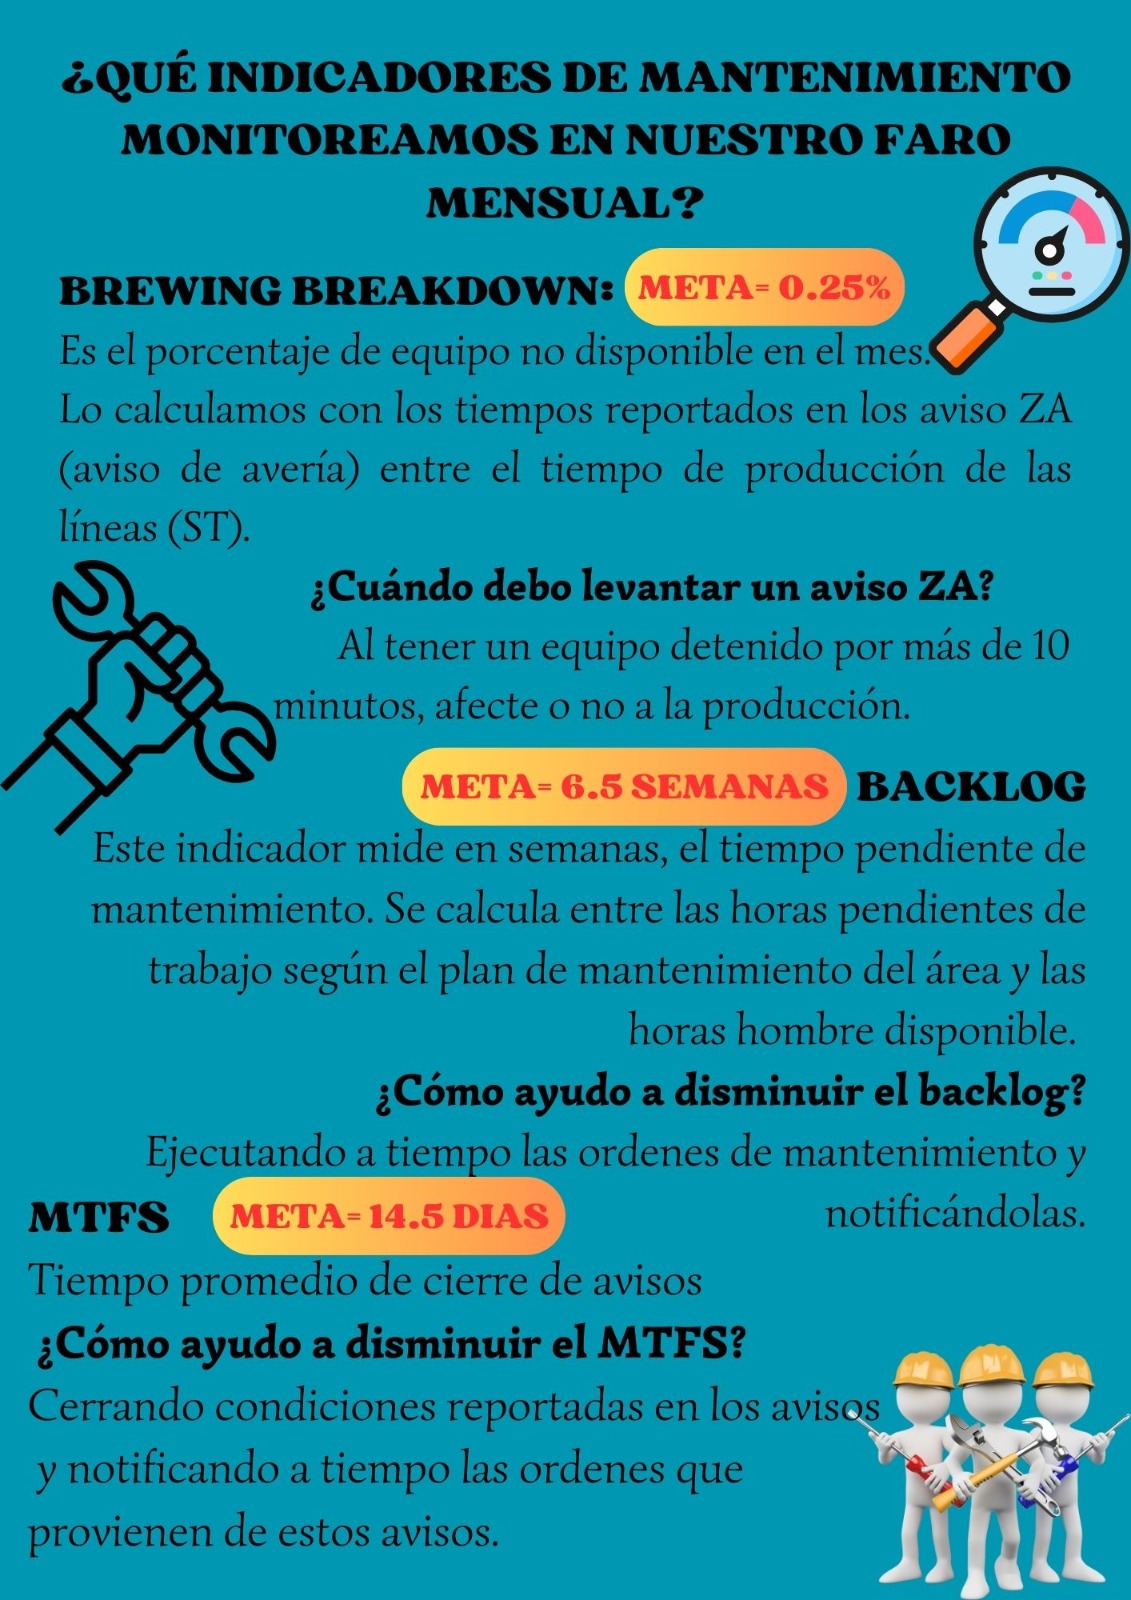 ¿QUÉ INDICADORES DE MANTENIMIENTO
MONITOREAMOS EN NUESTRO FARO
MENSUAL?
BREWING BREAKDOWN: META= 0.25%
Es el porcentaje de equipo no disponible en el mes.
Lo calculamos con los tiempos reportados en los aviso ZA
(aviso de avería) entre el tiempo de producción de las
líneas (ST).
¿Cuándo debo levantar un aviso ZA?
Al tener un equipo detenido por más de 10
minutos, afecte o no a la producción.
META= 6.5 SEMANAS BACKLOG
Este indicador mide en semanas, el tiempo pendiente de
mantenimiento. Se calcula entre las horas pendientes de
trabajo según el plan de mantenimiento del área y las
horas hombre disponible.
¿Cómo ayudo a disminuir el backlog?
Ejecutando a tiempo las ordenes de mantenimiento y
notificándolas.
MTFS META= 14.5 DIAS
Tiempo promedio de cierre de avisos
¿Cómo ayudo a disminuir el MTFS?
Cerrando condiciones reportadas en los avisos
y notificando a tiempo las ordenes que
provienen de estos avisos.